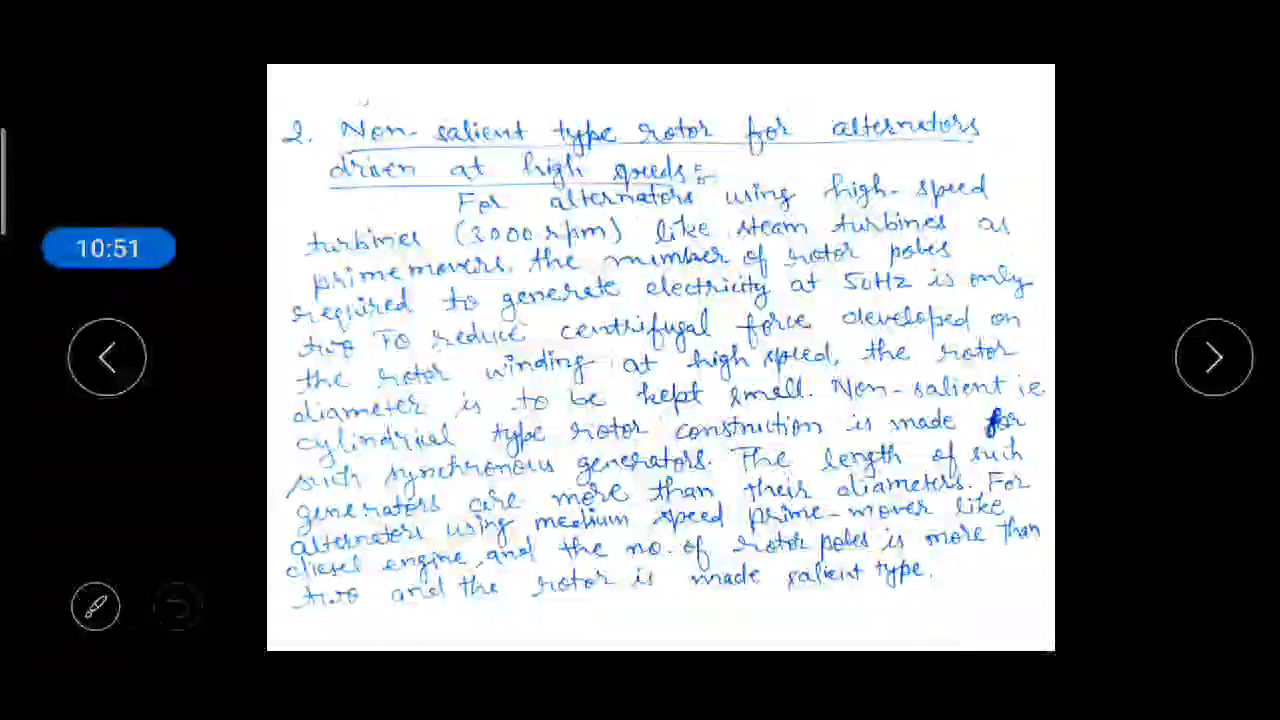 2. Non-salient type rotor for alternators
driven at high speeds:-
For alternators using high-speed
turbines (3000 rpm) like steam turbines as
prime movers, the number of rotor poles
required to generate electricity at 50Hz is only
two To reduce centrifugal force developed on
the rotor winding at high speed, the rotor
diameter is to be kept small. Non-salient i.e.
cylindrical type rotor construction is made for
such synchronous generators. The length of such
generators are more than their diameters. For
alternators using medium speed prime-mover like
diesel engine, and the no. of rotor poles is more than
two and the rotor is made salient type.
10:51